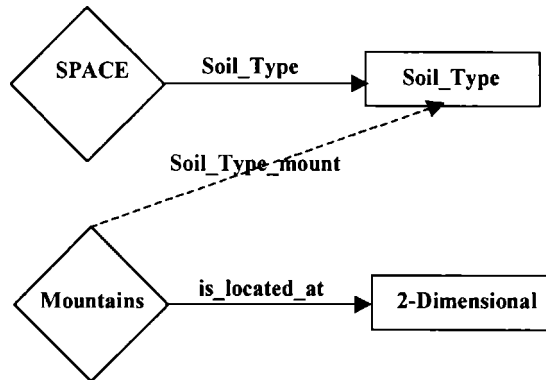 SPACE
Soil_Type
Soil_Type
Soil_Type_mount
Mountains
is_located_at
2-Dimensional